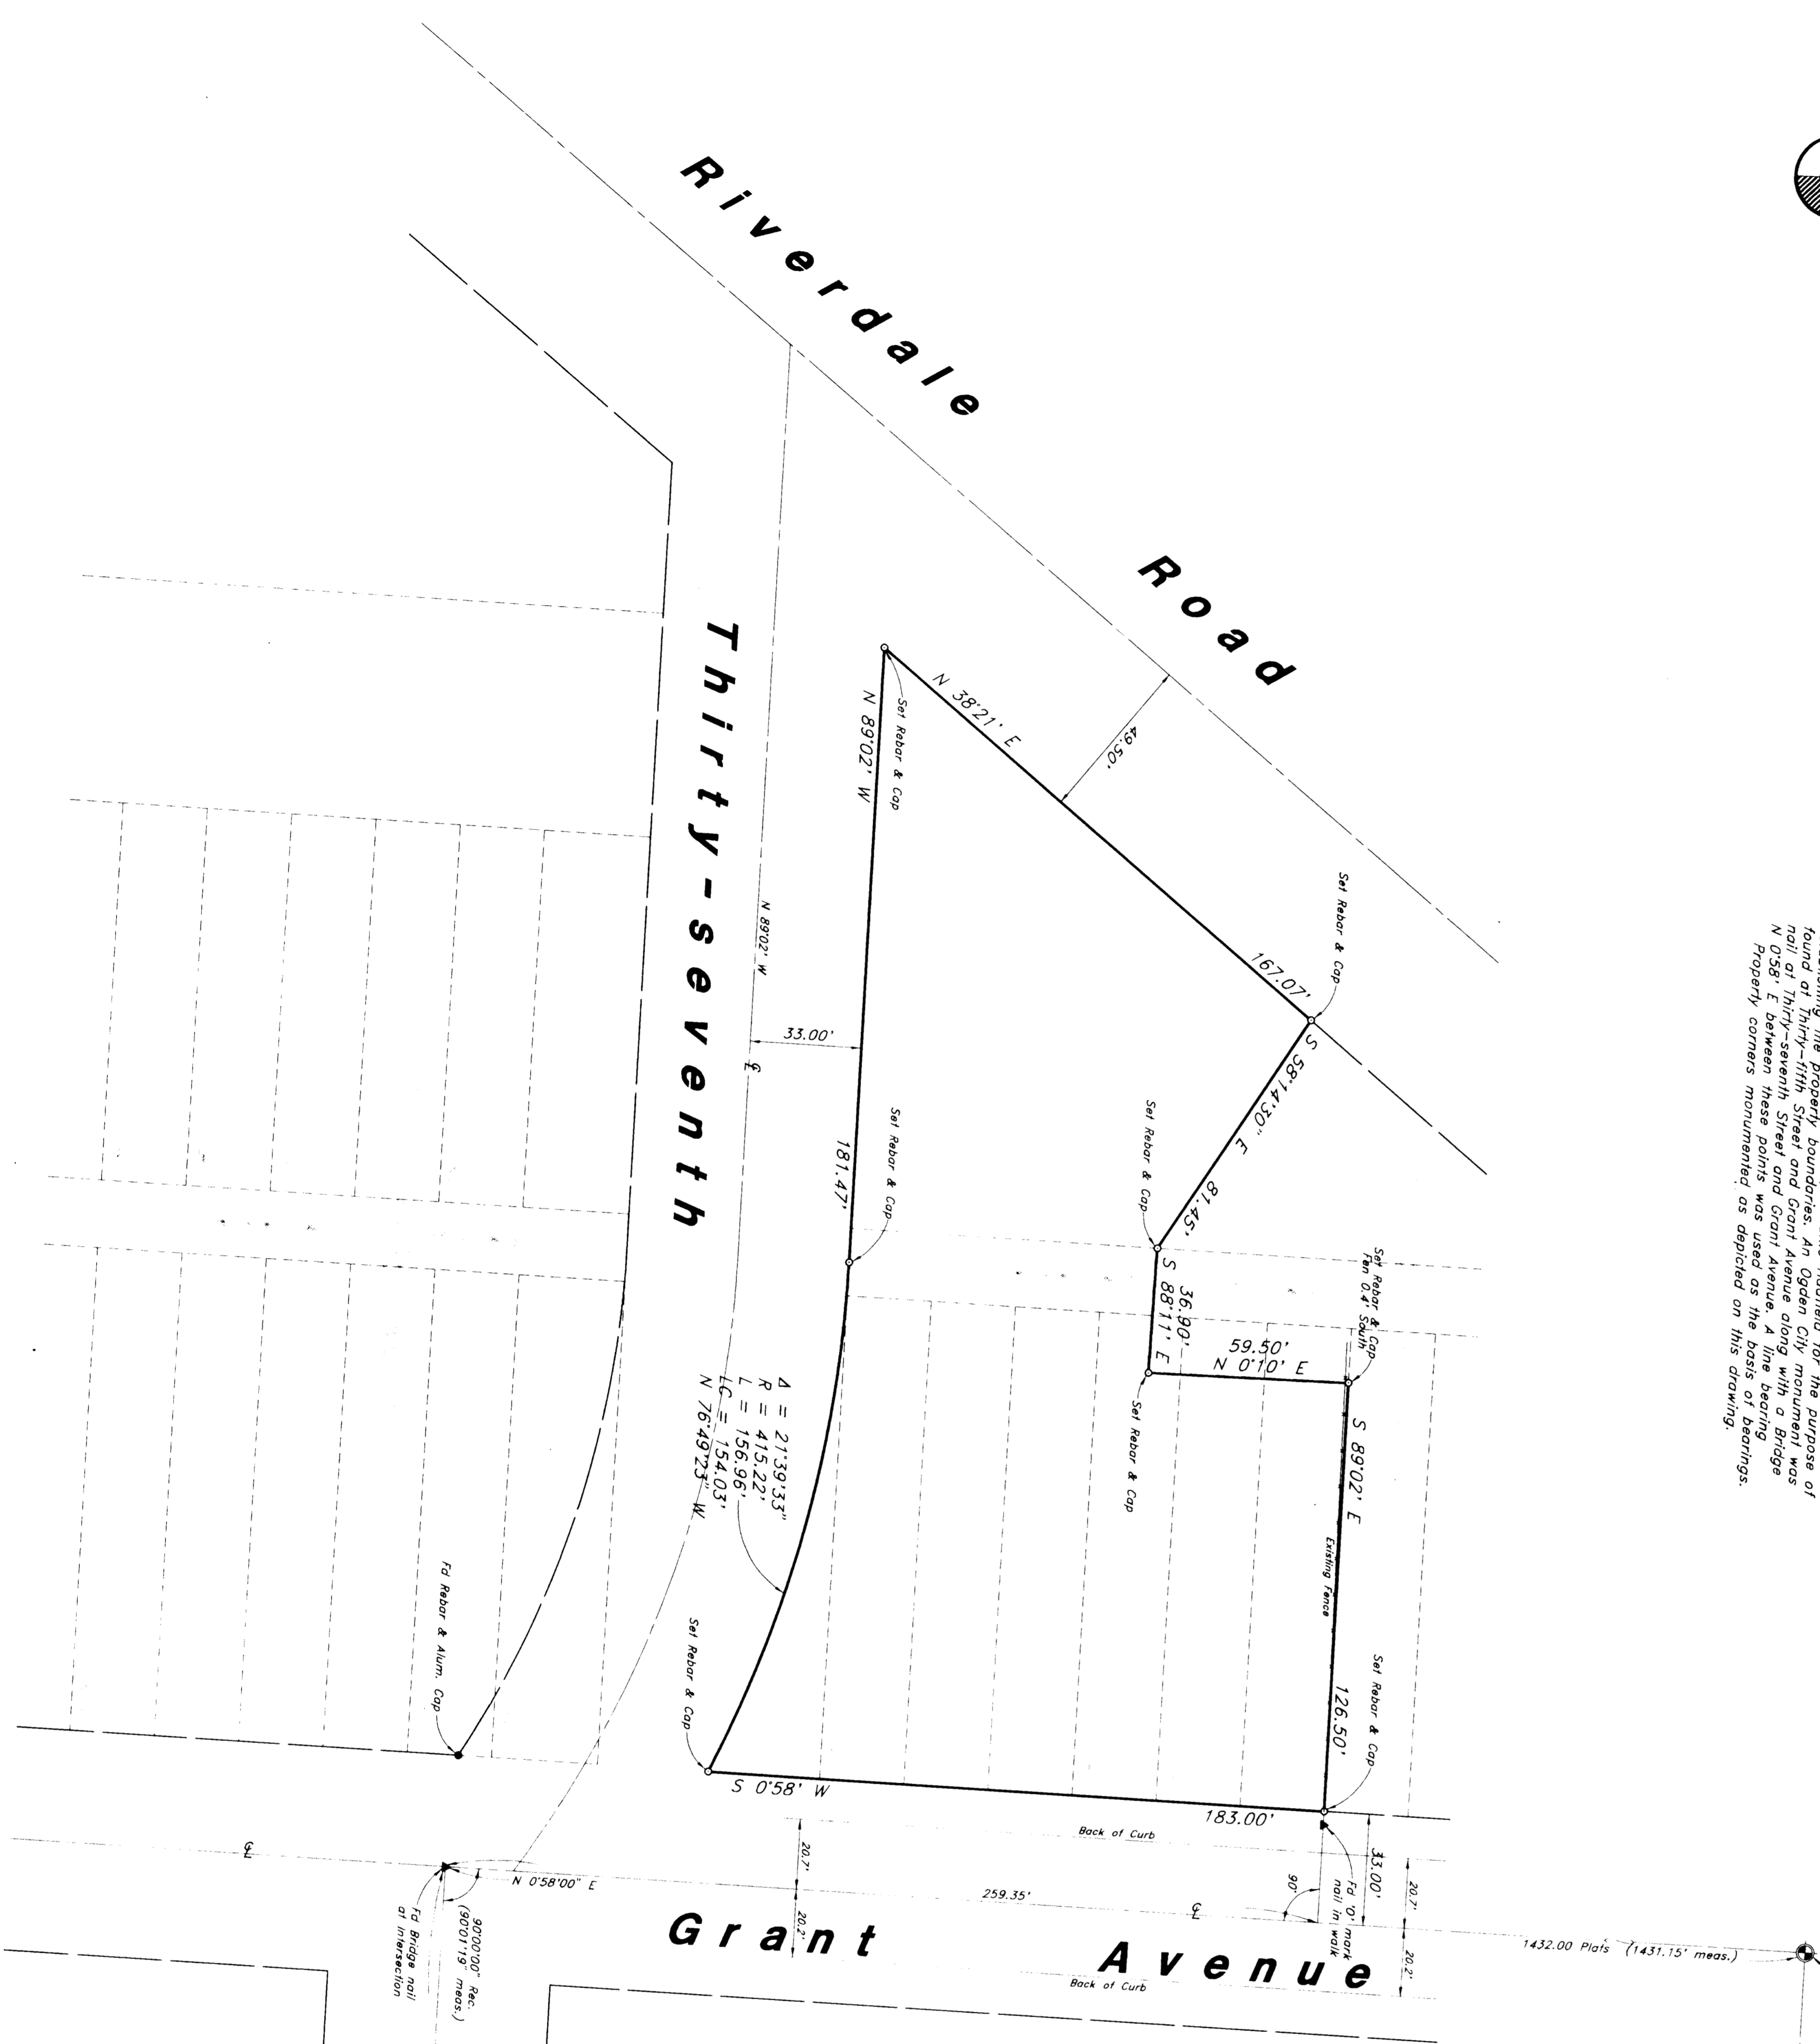 Riverdale
Road
Thirty-seventh
Grant
Avenue
found at Thirty-fifth Street and Grant Avenue. An Ogden City monument was
nail at Thirty-seventh Street and Grant Avenue along with a Bridge
N 0°58' E between these points was used as the basis of bearings.
Property corners monumented as depicted on this drawing.
N 38°21' E
167.07'
49.50'
Set Rebar & Cap
N 89°02' W
181.47'
Set Rebar & Cap
N 89°02' W
33.00'
℄
Set Rebar & Cap
S 58°14'30" E
81.45'
Set Rebar & Cap
36.90'
S 88°11' E
Set Rebar & Cap
Fen 0.4' South
59.50'
N 0°10' E
Set Rebar & Cap
S 89°02' E
126.50'
Existing Fence
Set Rebar & Cap
Δ = 21°39'33"
R = 415.22'
L = 156.96'
LC = 154.03'
N 76°49'23" W
Set Rebar & Cap
Fd Rebar & Alum. Cap
S 0°58' W
183.00'
Back of Curb
33.00'
20.7'
20.2'
20.7'
20.2'
90°
Fd 'O' mark
nail in walk
N 0°58'00" E
259.35'
℄
℄
1432.00 Plats (1431.15' meas.)
Back of Curb
90°00'00" Rec.
(90°01'19" meas.)
Fd Bridge nail
at intersection